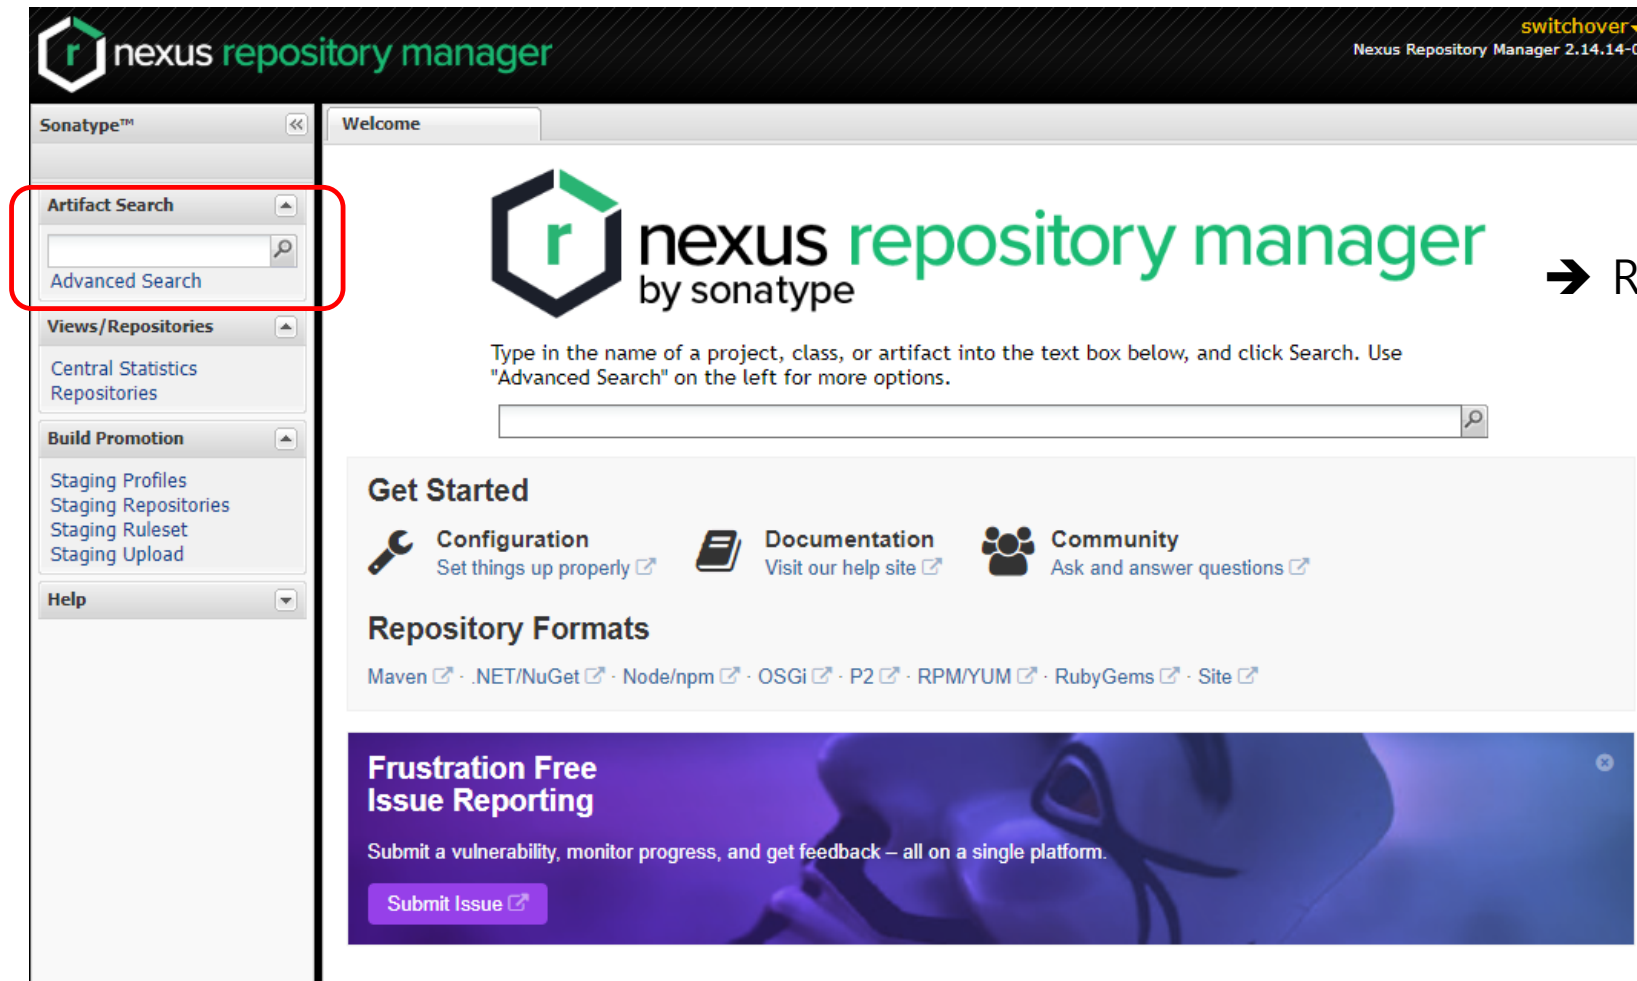 nexus repository manager
switchover
Nexus Repository Manager 2.14.14-0
Sonatype™
Welcome
Artifact Search
Advanced Search
Views/Repositories
Central Statistics
Repositories
Build Promotion
Staging Profiles
Staging Repositories
Staging Ruleset
Staging Upload
Help
r
nexus repository manager
by sonatype
➔ R
Type in the name of a project, class, or artifact into the text box below, and click Search. Use
"Advanced Search" on the left for more options.
Get Started
Configuration
Set things up properly
Documentation
Visit our help site
Community
Ask and answer questions
Repository Formats
Maven · .NET/NuGet · Node/npm · OSGi · P2 · RPM/YUM · RubyGems · Site
Frustration Free
Issue Reporting
Submit a vulnerability, monitor progress, and get feedback – all on a single platform.
Submit Issue